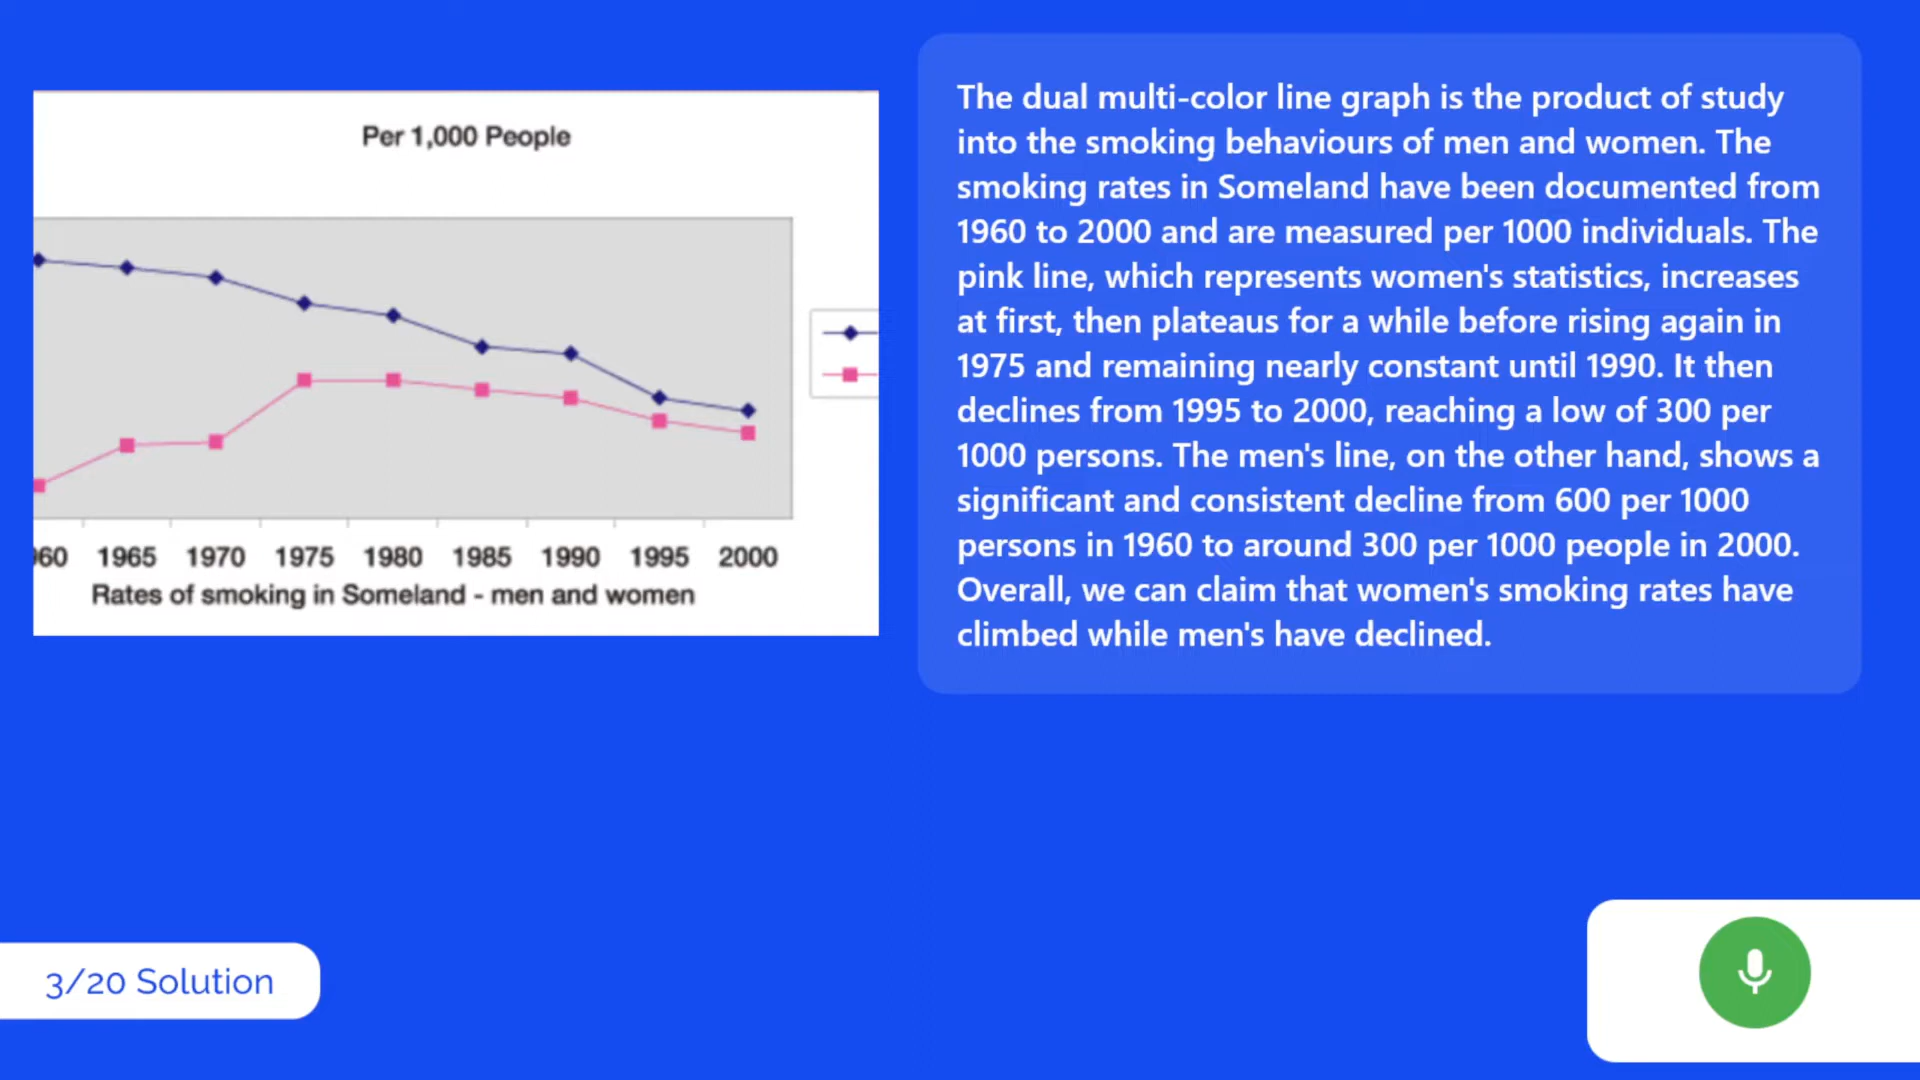 Per 1,000 People
960 1965 1970 1975 1980 1985 1990 1995 2000
Rates of smoking in Someland - men and women
The dual multi-color line graph is the product of study
into the smoking behaviours of men and women. The
smoking rates in Someland have been documented from
1960 to 2000 and are measured per 1000 individuals. The
pink line, which represents women's statistics, increases
at first, then plateaus for a while before rising again in
1975 and remaining nearly constant until 1990. It then
declines from 1995 to 2000, reaching a low of 300 per
1000 persons. The men's line, on the other hand, shows a
significant and consistent decline from 600 per 1000
persons in 1960 to around 300 per 1000 people in 2000.
Overall, we can claim that women's smoking rates have
climbed while men's have declined.
3/20 Solution